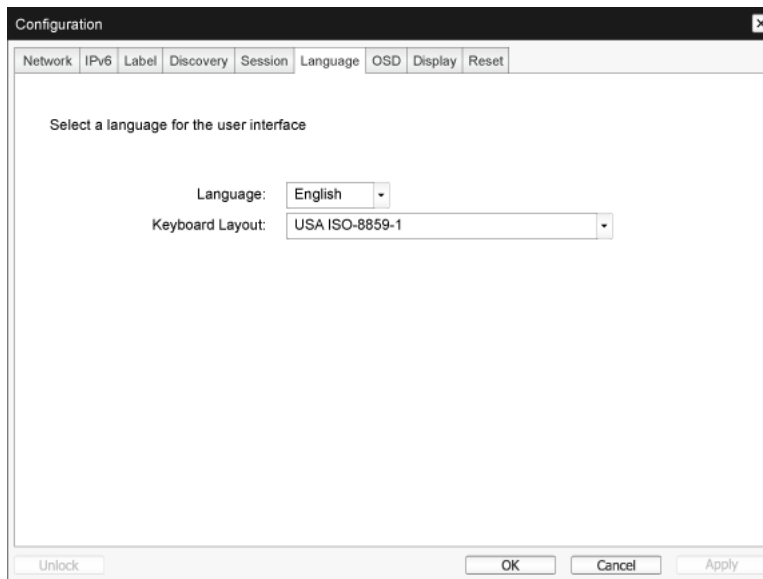 Configuration
Network IPv6 Label Discovery Session Language OSD Display Reset
Select a language for the user interface
Language: English
Keyboard Layout: USA ISO-8859-1
Unlock OK Cancel Apply